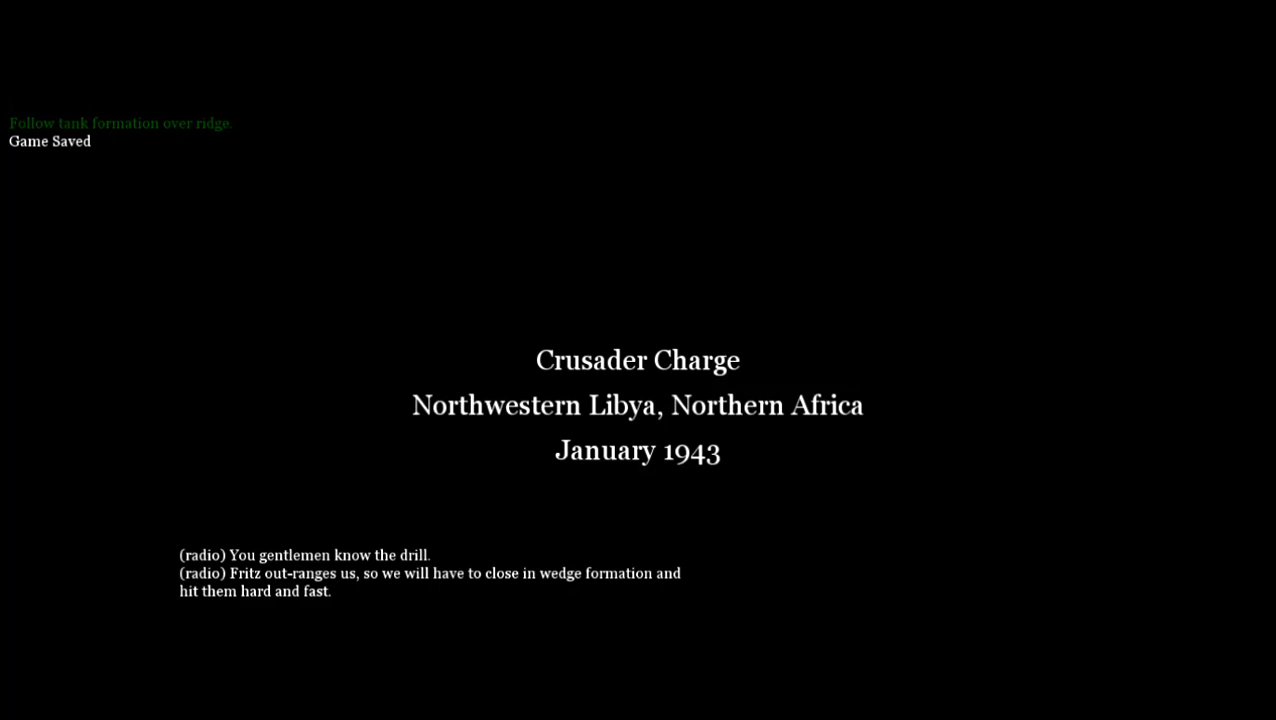 Follow tank formation over ridge.
Game Saved
Crusader Charge
Northwestern Libya, Northern Africa
January 1943
(radio) You gentlemen know the drill.
(radio) Fritz out-ranges us, so we will have to close in wedge formation and
hit them hard and fast.